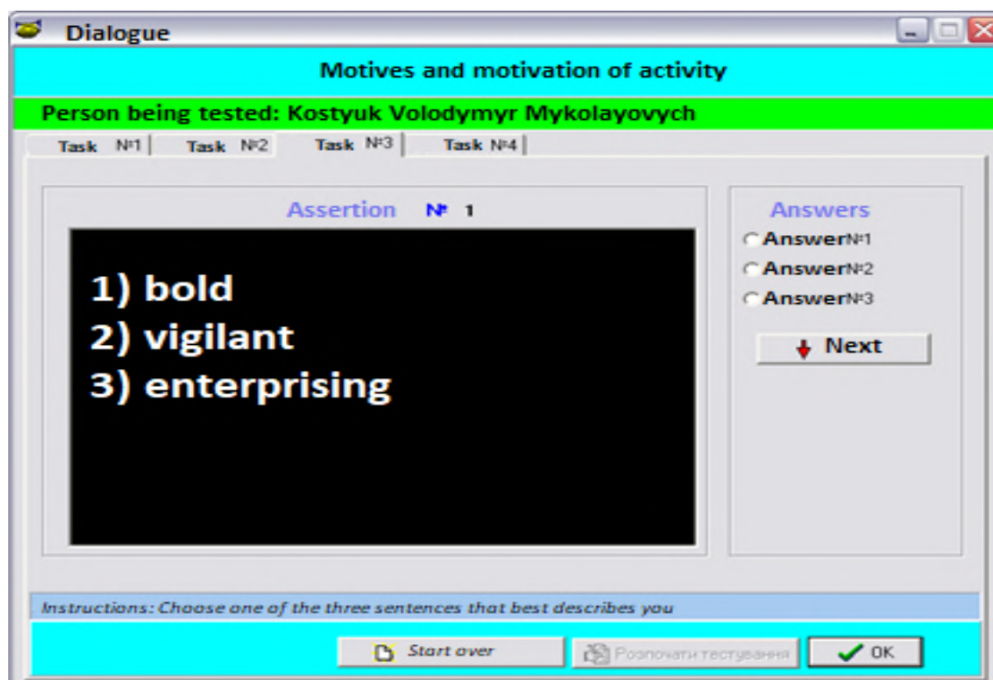 Dialogue
Motives and motivation of activity
Person being tested: Kostyuk Volodymyr Mykolayovych
Task №1 Task №2 Task №3 Task №4
Assertion № 1
1) bold
2) vigilant
3) enterprising
Answers
Answer№1
Answer№2
Answer№3
Next
Instructions: Choose one of the three sentences that best describes you
Start over Розпочати тестування OK